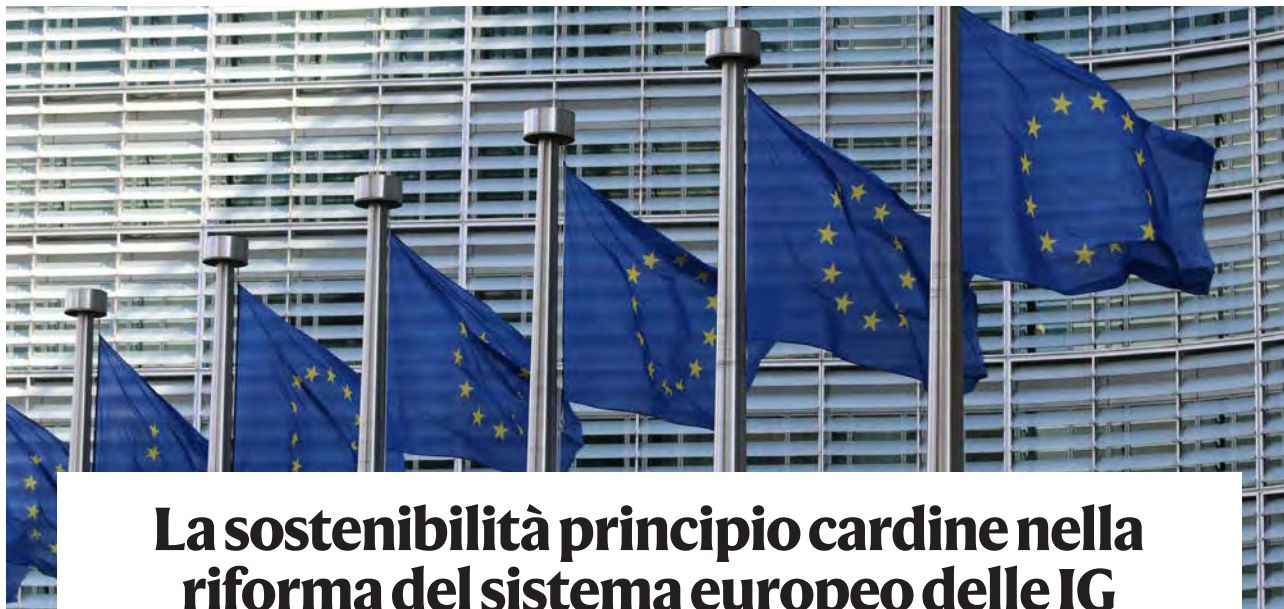 La sostenibilità principio cardine nella
riforma del sistema europeo delle IG